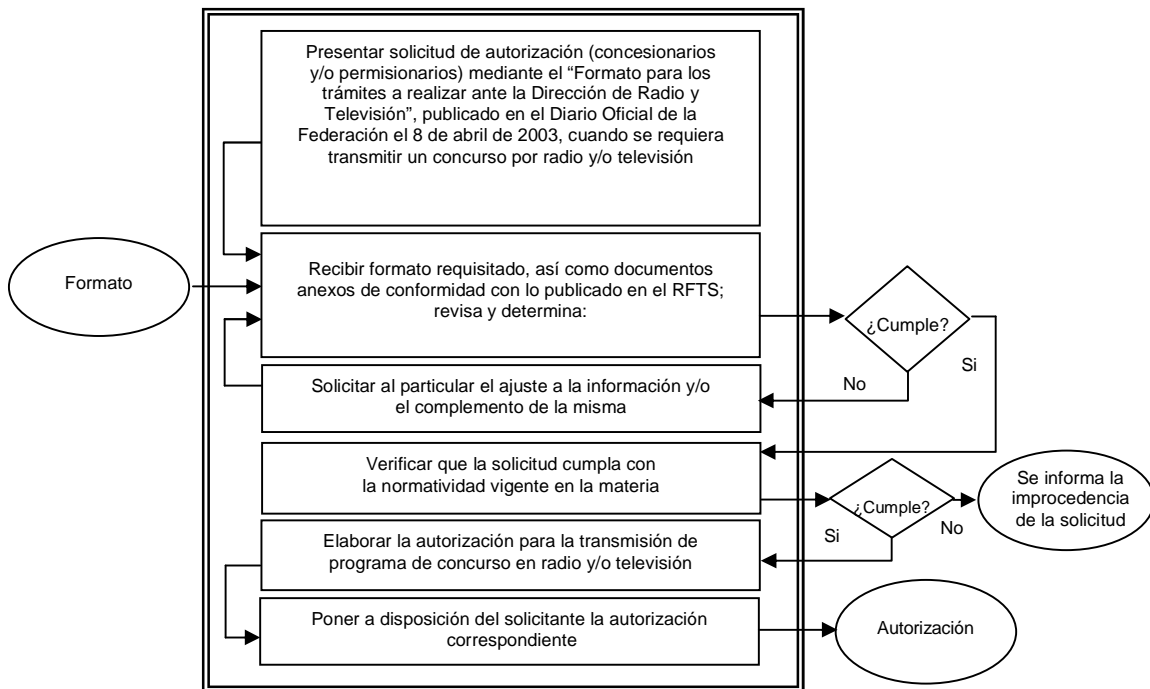 Presentar solicitud de autorización (concesionarios
y/o permisionarios) mediante el “Formato para los
trámites a realizar ante la Dirección de Radio y
Televisión”, publicado en el Diario Oficial de la
Federación el 8 de abril de 2003, cuando se requiera
transmitir un concurso por radio y/o televisión
Formato
Recibir formato requisitado, así como documentos
anexos de conformidad con lo publicado en el RFTS;
revisa y determina:
¿Cumple?
Si
No
Solicitar al particular el ajuste a la información y/o
el complemento de la misma
Verificar que la solicitud cumpla con
la normatividad vigente en la materia
¿Cumple?
Si
No
Se informa la
improcedencia
de la solicitud
Elaborar la autorización para la transmisión de
programa de concurso en radio y/o televisión
Poner a disposición del solicitante la autorización
correspondiente
Autorización